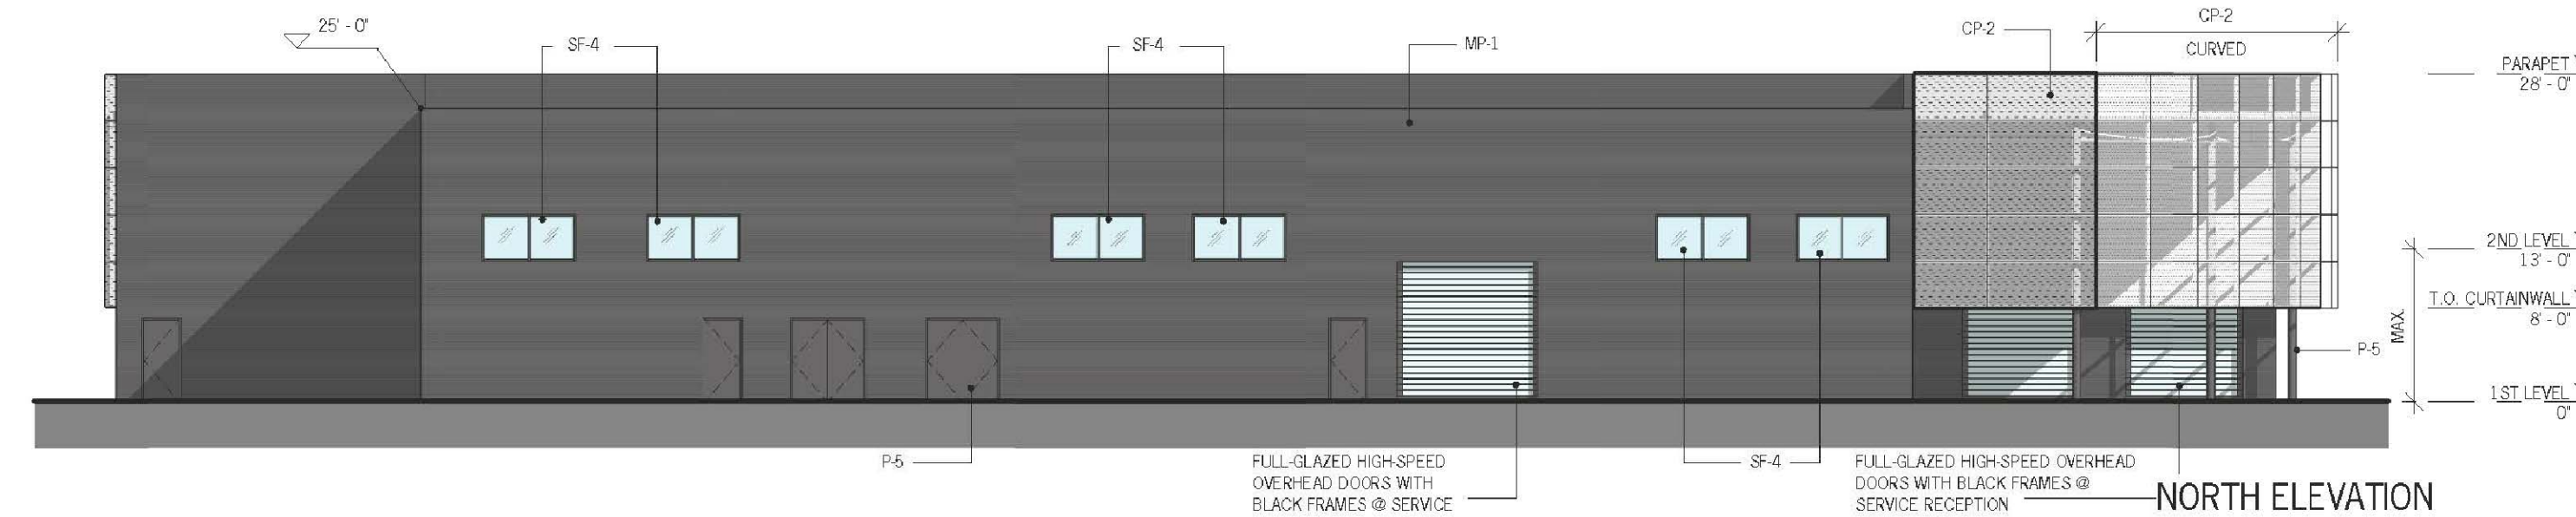 25' - 0"
SF-4
SF-4
MP-1
CP-2
CP-2
CURVED
PARAPET
28' - 0"
2ND LEVEL
13' - 0"
T.O. CURTAINWALL
8' - 0"
MAX.
P-5
1ST LEVEL
0"
P-5
FULL-GLAZED HIGH-SPEED
OVERHEAD DOORS WITH
BLACK FRAMES @ SERVICE
SF-4
FULL-GLAZED HIGH-SPEED OVERHEAD
DOORS WITH BLACK FRAMES @
SERVICE RECEPTION
NORTH ELEVATION